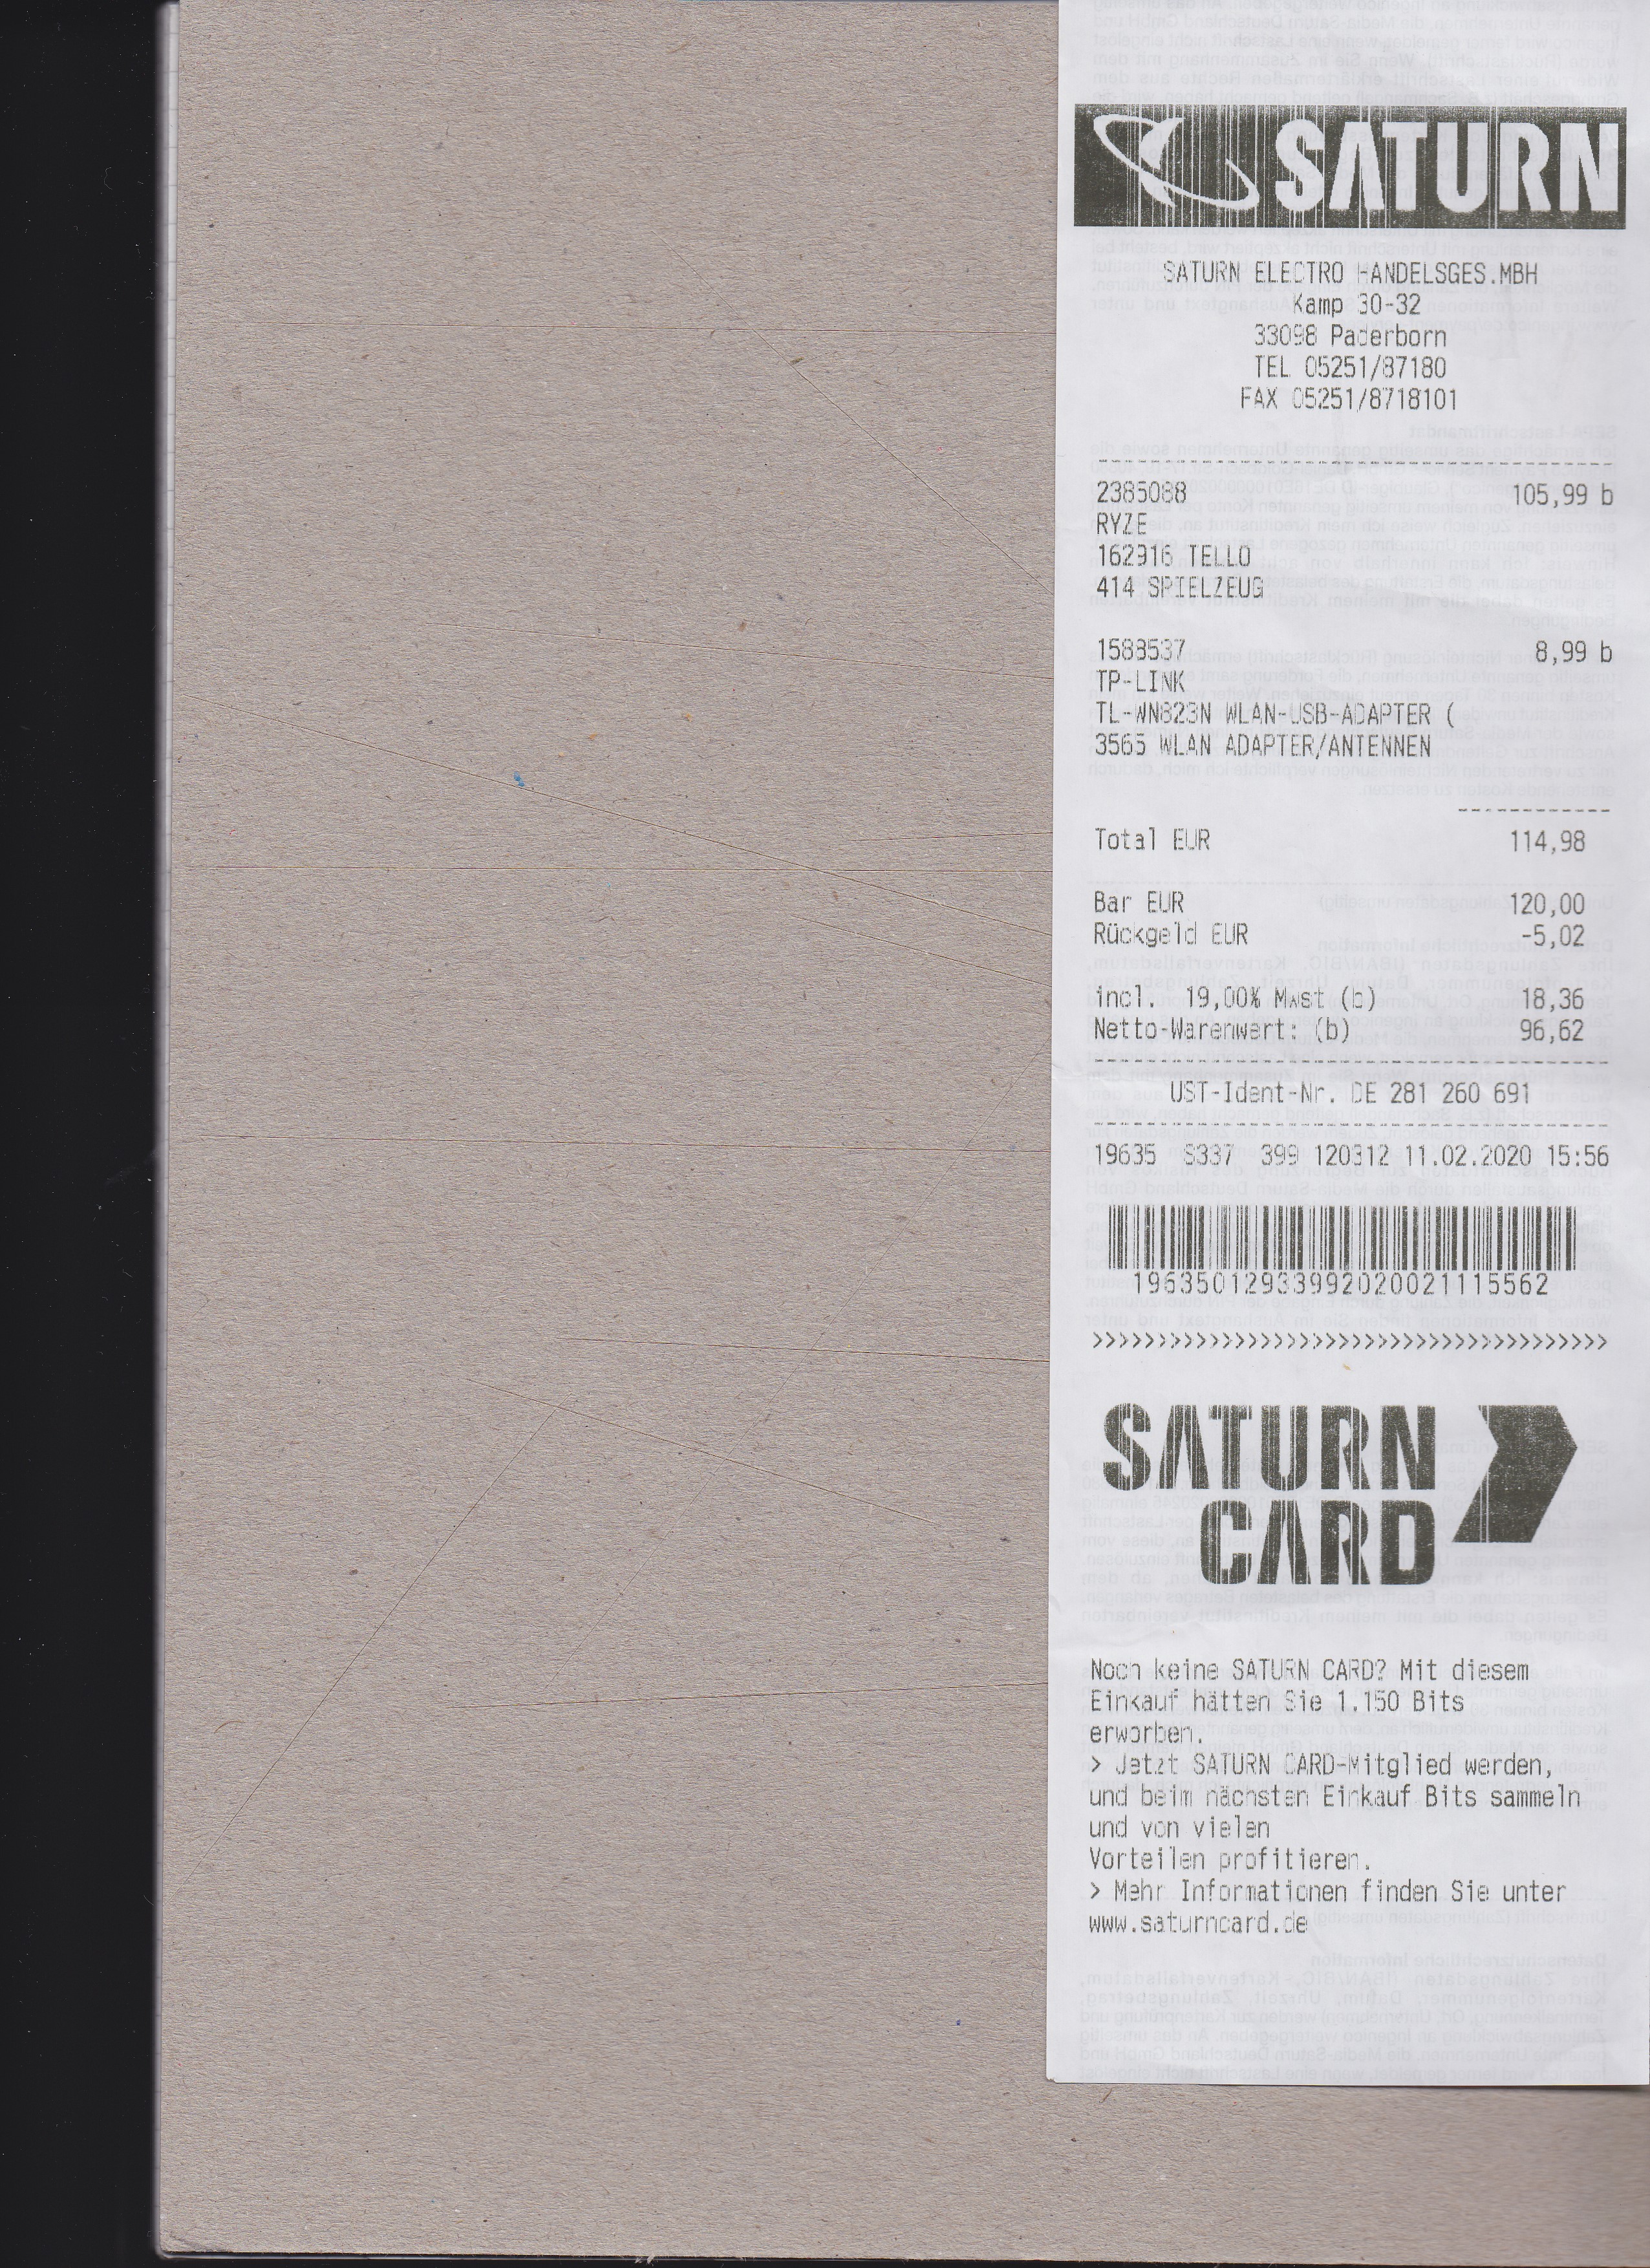 SATURN
SATURN ELECTRO HANDELSGES.MBH
Kamp 30-32
33098 Paderborn
TEL 05251/87180
FAX 05251/8718101
2385088 105,99 b
RYZE
162916 TELLO
414 SPIELZEUG
1588537 8,99 b
TP-LINK
TL-WN823N WLAN-USB-ADAPTER (
3565 WLAN ADAPTER/ANTENNEN
Total EUR 114,98
Bar EUR 120,00
Rückgeld EUR -5,02
incl. 19,00% Mwst (b) 18,36
Netto-Warenwert: (b) 96,62
UST-Ident-Nr. DE 281 260 691
19635 S337 399 120312 11.02.2020 15:56
19635012933992020021115562
>>>>>>>>>>>>>>>>>>>>>>>>>>>>>>>>>>>>>>>>
SATURN
CARD
Noch keine SATURN CARD? Mit diesem
Einkauf hätten Sie 1.150 Bits
erworben.
> Jetzt SATURN CARD-Mitglied werden,
und beim nächsten Einkauf Bits sammeln
und von vielen
Vorteilen profitieren.
> Mehr Informationen finden Sie unter
www.saturncard.de